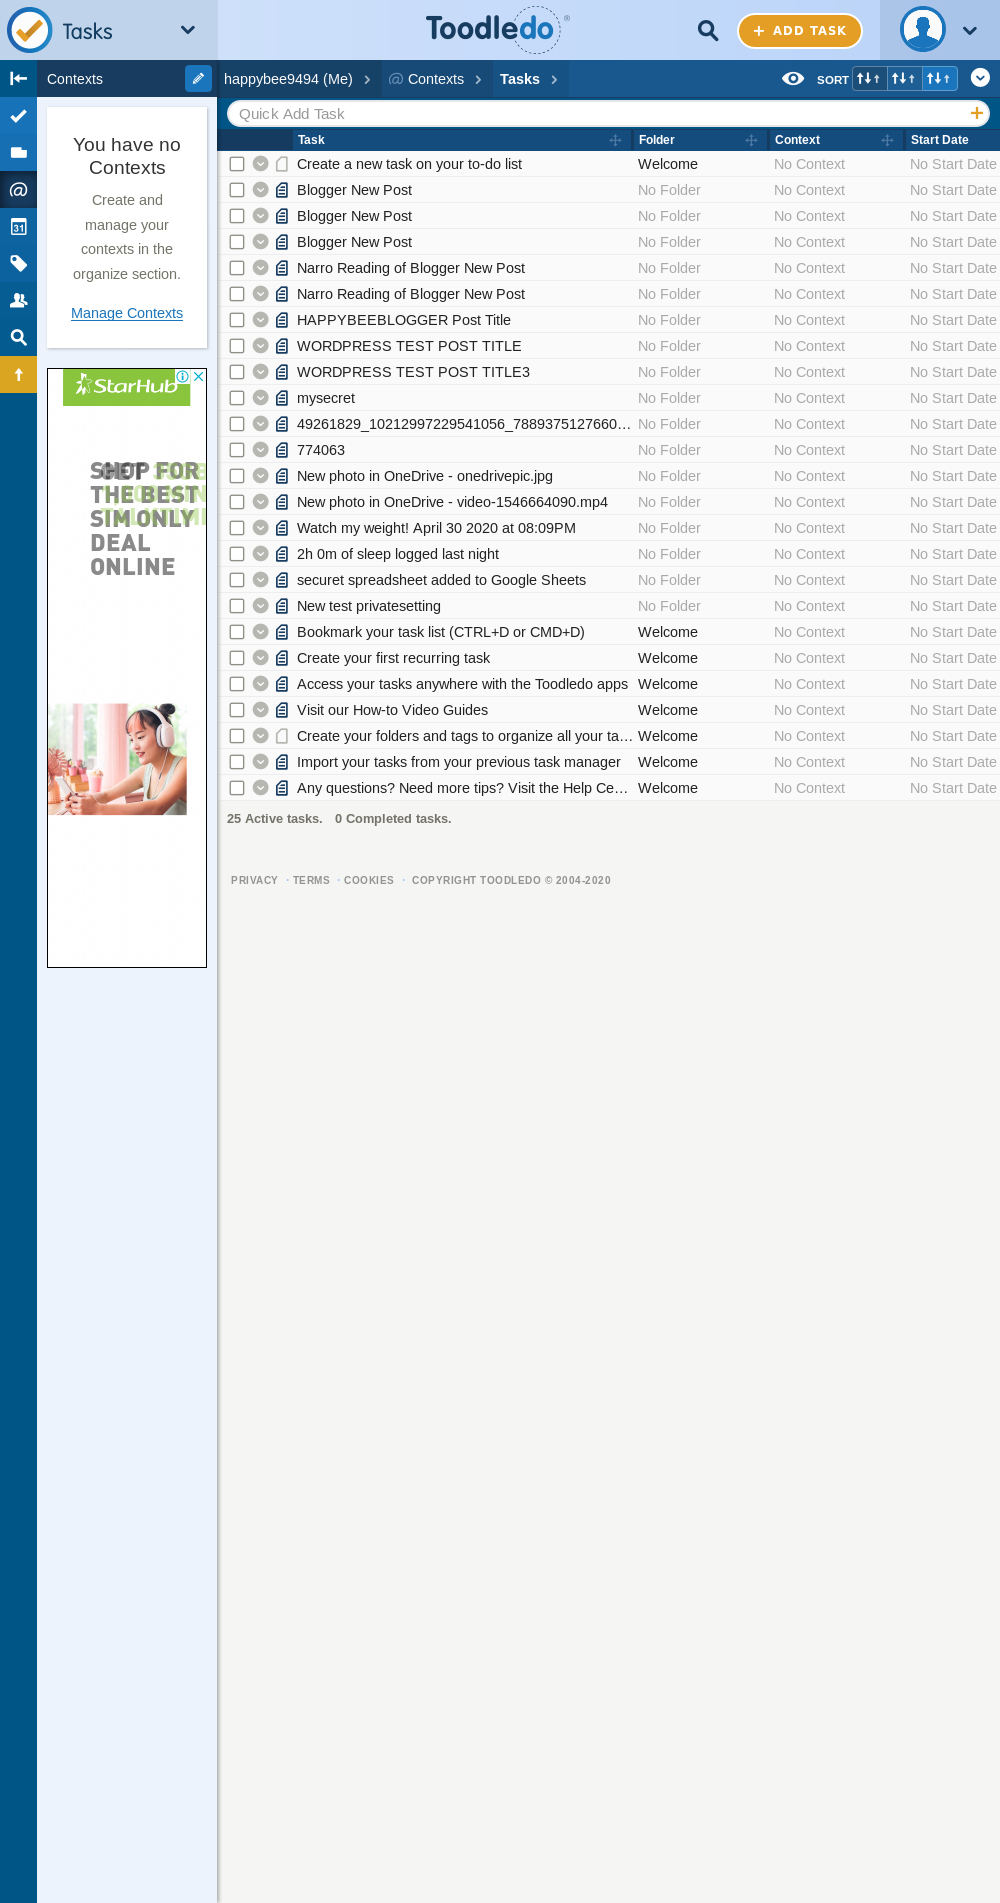 Tasks
Toodledo ®
ADD TASK
Contexts
happybee9494 (Me)
@ Contexts
Tasks
SORT
Quick Add Task
Task Folder Context Start Date
Create a new task on your to-do list Welcome No Context No Start Date
Blogger New Post No Folder No Context No Start Date
Blogger New Post No Folder No Context No Start Date
Blogger New Post No Folder No Context No Start Date
Narro Reading of Blogger New Post No Folder No Context No Start Date
Narro Reading of Blogger New Post No Folder No Context No Start Date
HAPPYBEEBLOGGER Post Title No Folder No Context No Start Date
WORDPRESS TEST POST TITLE No Folder No Context No Start Date
WORDPRESS TEST POST TITLE3 No Folder No Context No Start Date
mysecret No Folder No Context No Start Date
49261829_10212997229541056_7889375127660… No Folder No Context No Start Date
774063 No Folder No Context No Start Date
New photo in OneDrive - onedrivepic.jpg No Folder No Context No Start Date
New photo in OneDrive - video-1546664090.mp4 No Folder No Context No Start Date
Watch my weight! April 30 2020 at 08:09PM No Folder No Context No Start Date
2h 0m of sleep logged last night No Folder No Context No Start Date
securet spreadsheet added to Google Sheets No Folder No Context No Start Date
New test privatesetting No Folder No Context No Start Date
Bookmark your task list (CTRL+D or CMD+D) Welcome No Context No Start Date
Create your first recurring task Welcome No Context No Start Date
Access your tasks anywhere with the Toodledo apps Welcome No Context No Start Date
Visit our How-to Video Guides Welcome No Context No Start Date
Create your folders and tags to organize all your ta… Welcome No Context No Start Date
Import your tasks from your previous task manager Welcome No Context No Start Date
Any questions? Need more tips? Visit the Help Ce… Welcome No Context No Start Date
25 Active tasks. 0 Completed tasks.
PRIVACY · TERMS · COOKIES · COPYRIGHT TOODLEDO © 2004-2020
You have no
Contexts
Create and
manage your
contexts in the
organize section.
Manage Contexts
@
31
StarHub
SHOP FOR
THE BEST
SIM ONLY
DEAL
ONLINE